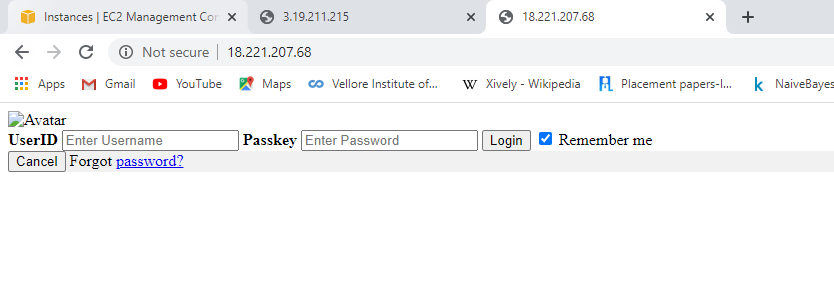 Instances | EC2 Management Con
3.19.211.215
18.221.207.68
Not secure
18.221.207.68
Apps
Gmail
YouTube
Maps
Vellore Institute of...
Xively - Wikipedia
Placement papers-I...
NaiveBayes
Avatar
UserID Enter Username Passkey Enter Password Login Remember me
Cancel Forgot password?